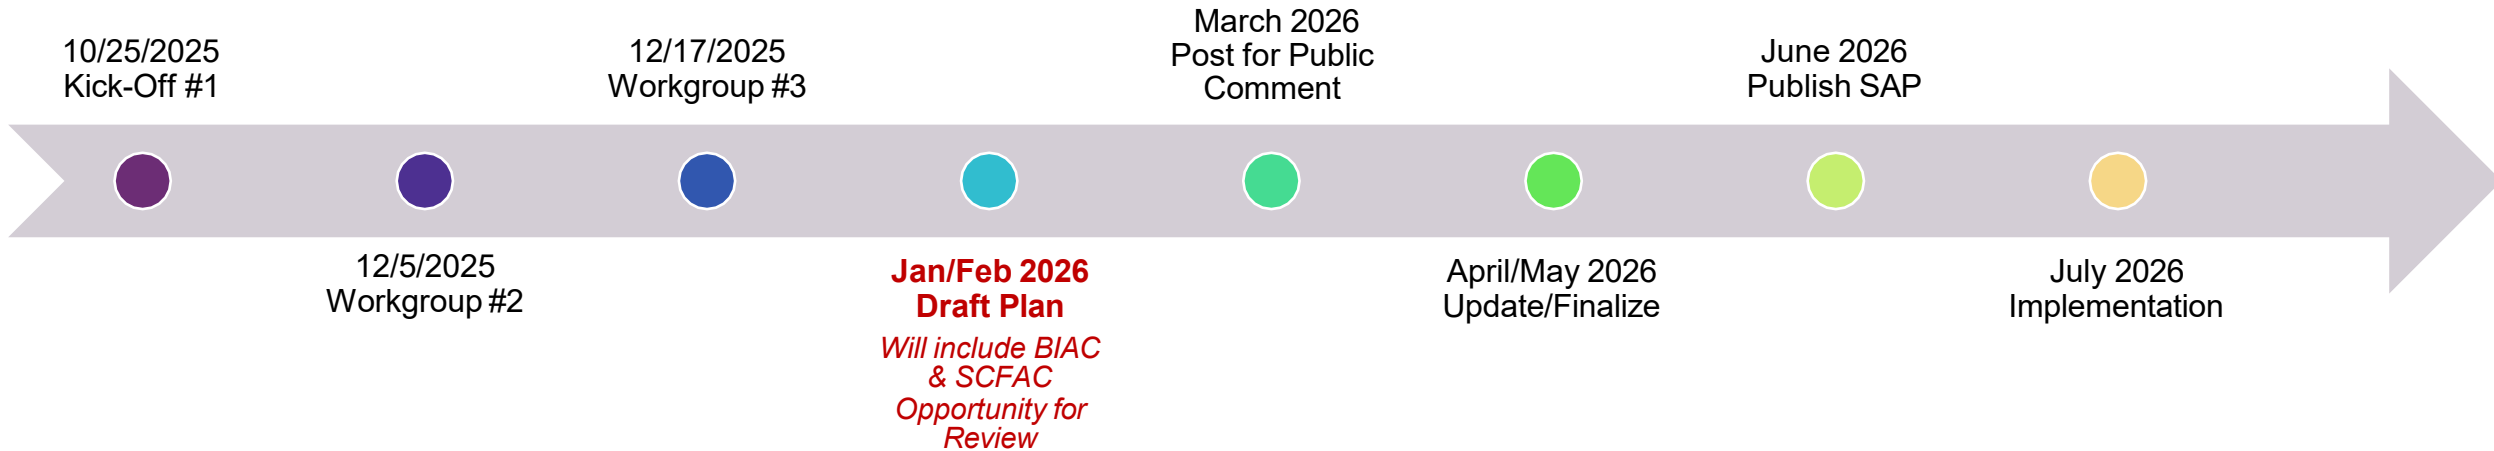 10/25/2025
Kick-Off #1
12/5/2025
Workgroup #2
12/17/2025
Workgroup #3
Jan/Feb 2026
Draft Plan
Will include BIAC
& SCFAC
Opportunity for
Review
March 2026
Post for Public
Comment
April/May 2026
Update/Finalize
June 2026
Publish SAP
July 2026
Implementation